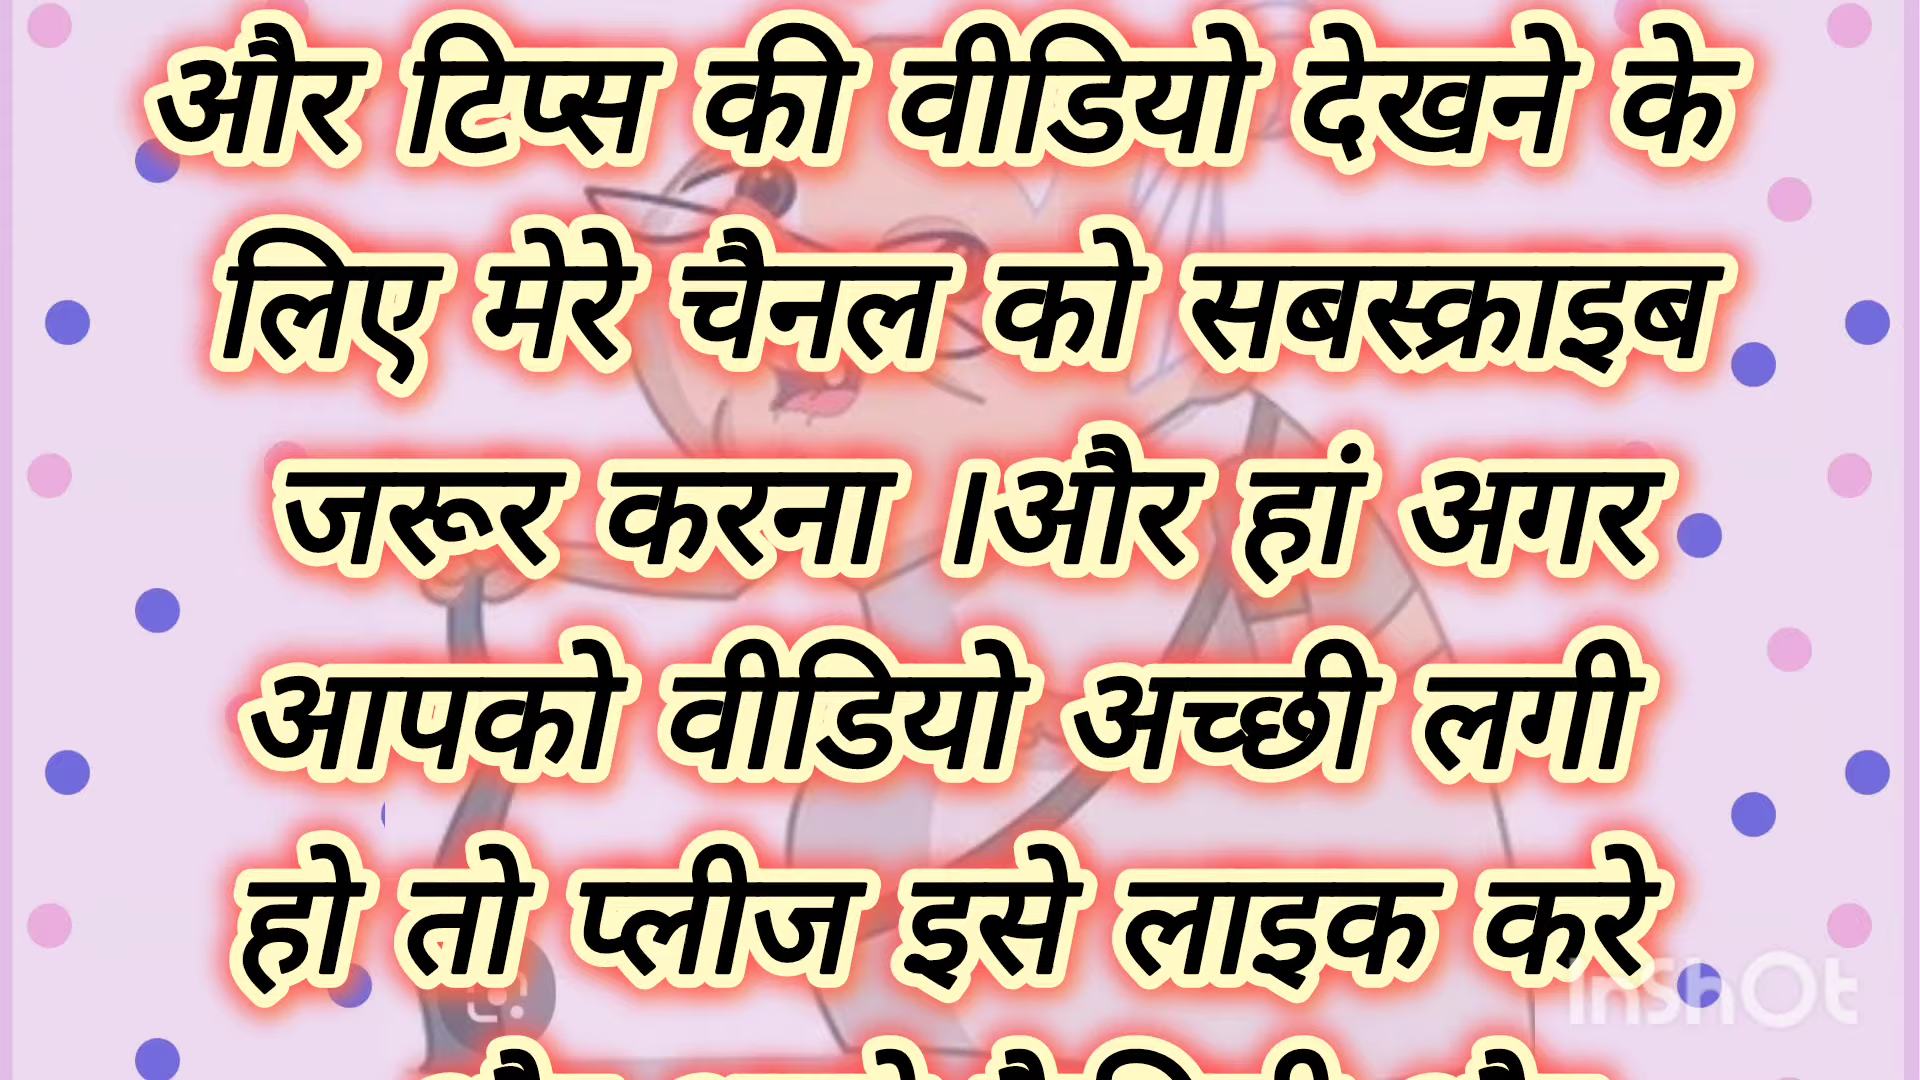 और टिप्स की वीडियो देखने के
लिए मेरे चैनल को सबस्क्राइब
जरूर करना ।और हां अगर
आपको वीडियो अच्छी लगी
हो तो प्लीज इसे लाइक करे
InShOt